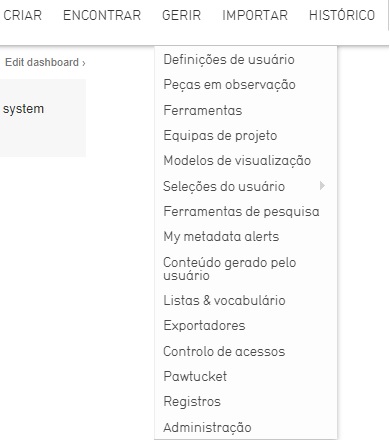 CRIAR ENCONTRAR GERIR IMPORTAR HISTÓRICO
Edit dashboard ›
system
Definições de usuário
Peças em observação
Ferramentas
Equipas de projeto
Modelos de visualização
Seleções do usuário
Ferramentas de pesquisa
My metadata alerts
Conteúdo gerado pelo
usuário
Listas & vocabulário
Exportadores
Controlo de acessos
Pawtucket
Registros
Administração